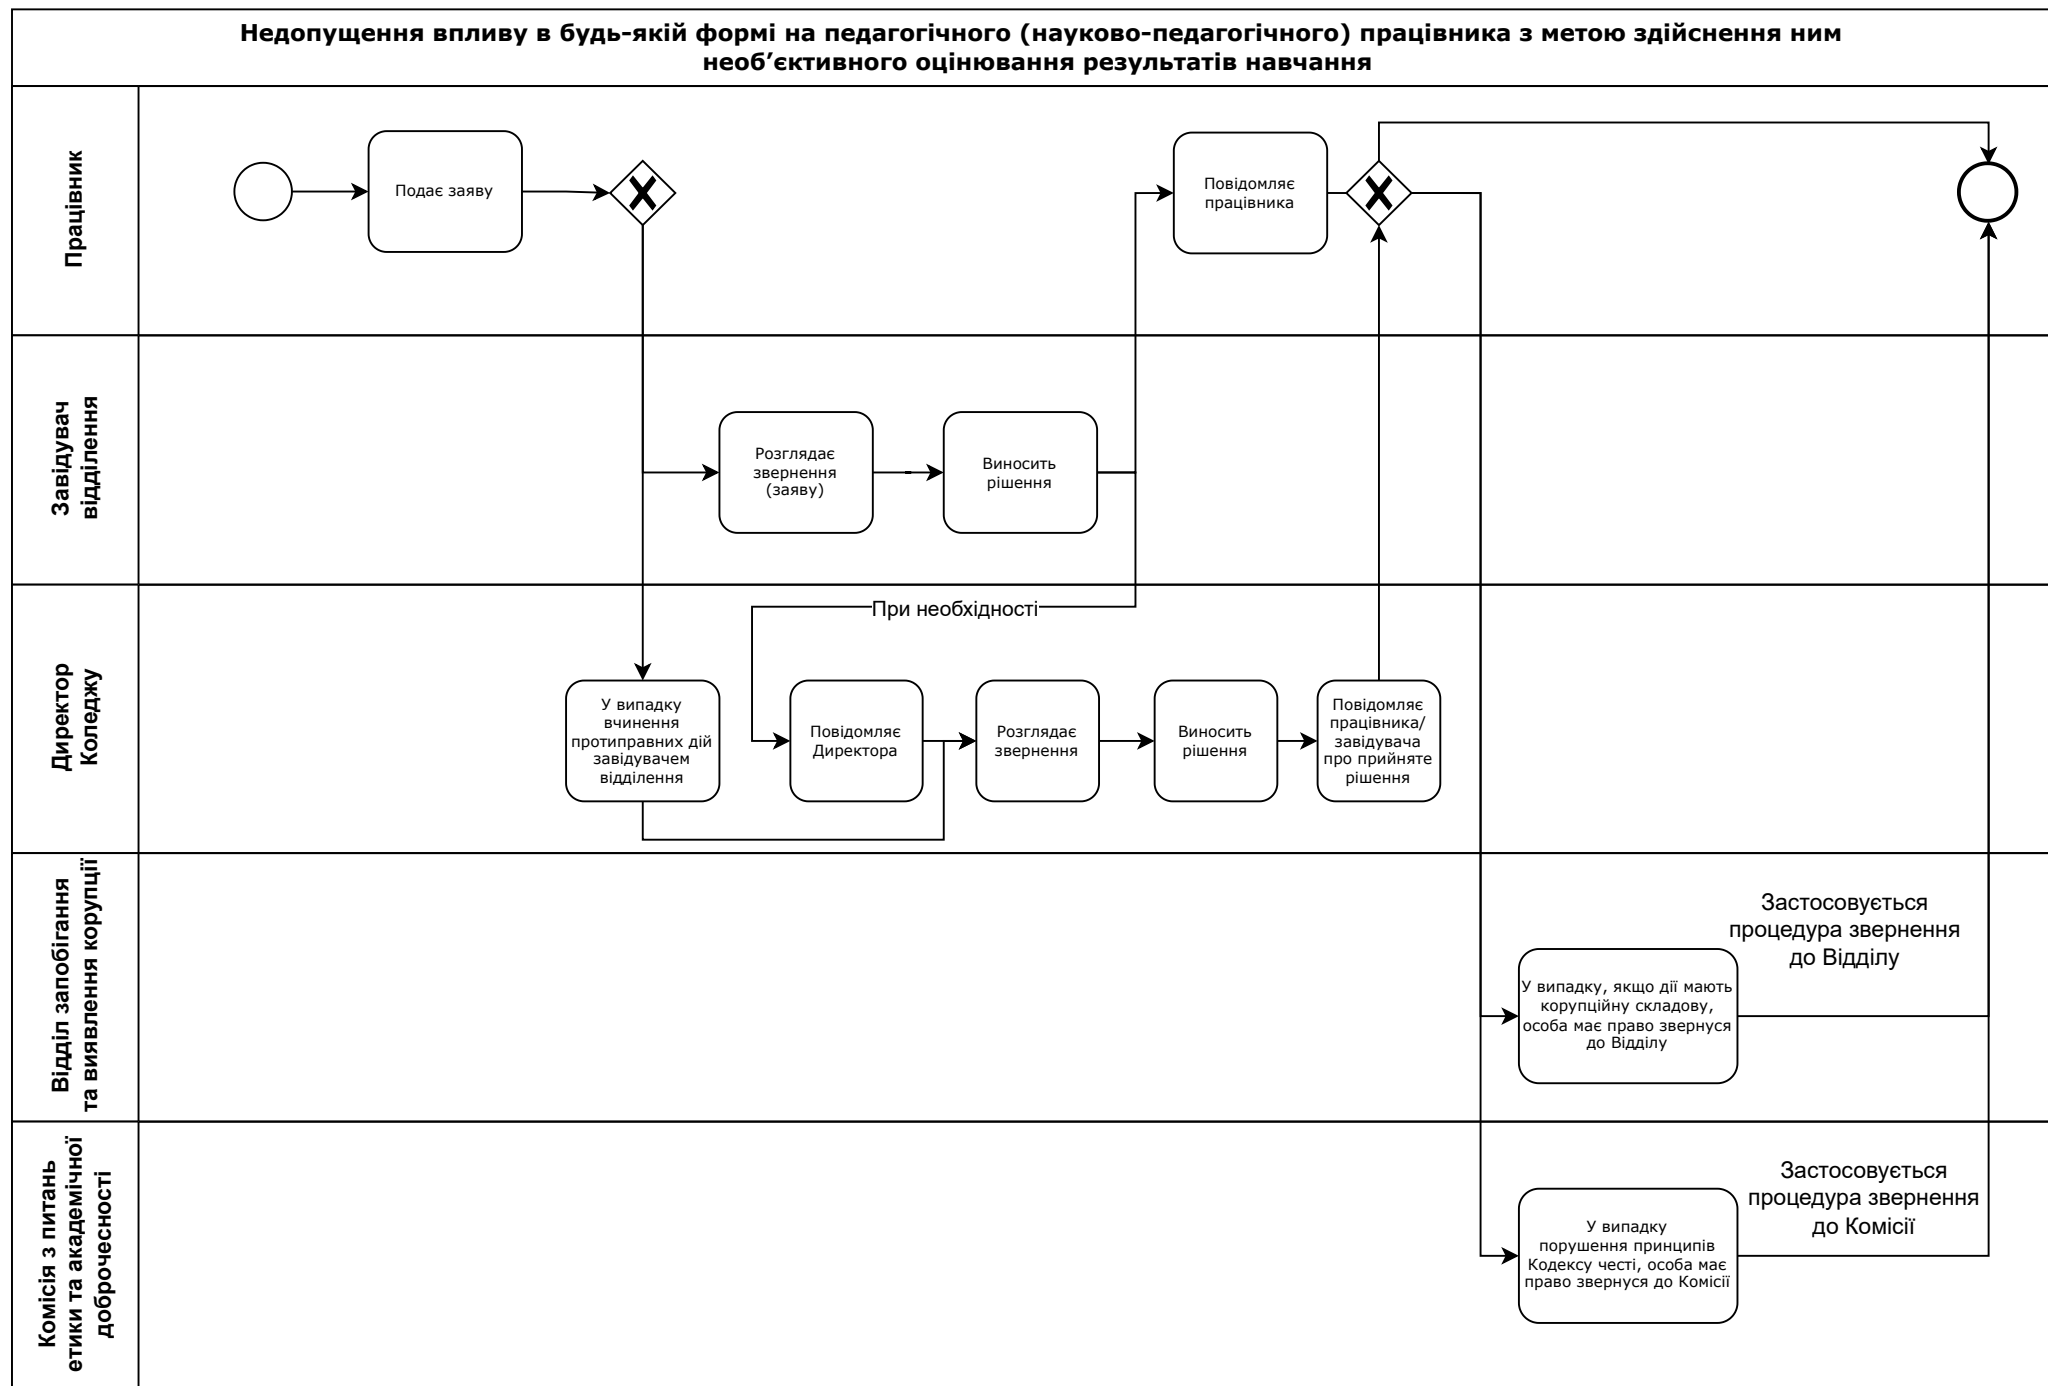 Недопущення впливу в будь-якій формі на педагогічного (науково-педагогічного) працівника з метою здійснення ним
необ’єктивного оцінювання результатів навчання
Працівник
Подає заяву
Повідомляє
працівника
Завідувач
відділення
Розглядає
звернення
(заяву)
Виносить
рішення
Директор
Коледжу
При необхідності
У випадку
вчинення
протиправних дій
завідувачем
відділення
Повідомляє
Директора
Розглядає
звернення
Виносить
рішення
Повідомляє
працівника/
завідувача
про прийняте
рішення
Відділ запобігання
та виявлення корупції
У випадку, якщо дії мають
корупційну складову,
особа має право звернуся
до Відділу
Застосовується
процедура звернення
до Відділу
Комісія з питань
етики та академічної
доброчесності
У випадку
порушення принципів
Кодексу честі, особа має
право звернуся до Комісії
Застосовується
процедура звернення
до Комісії